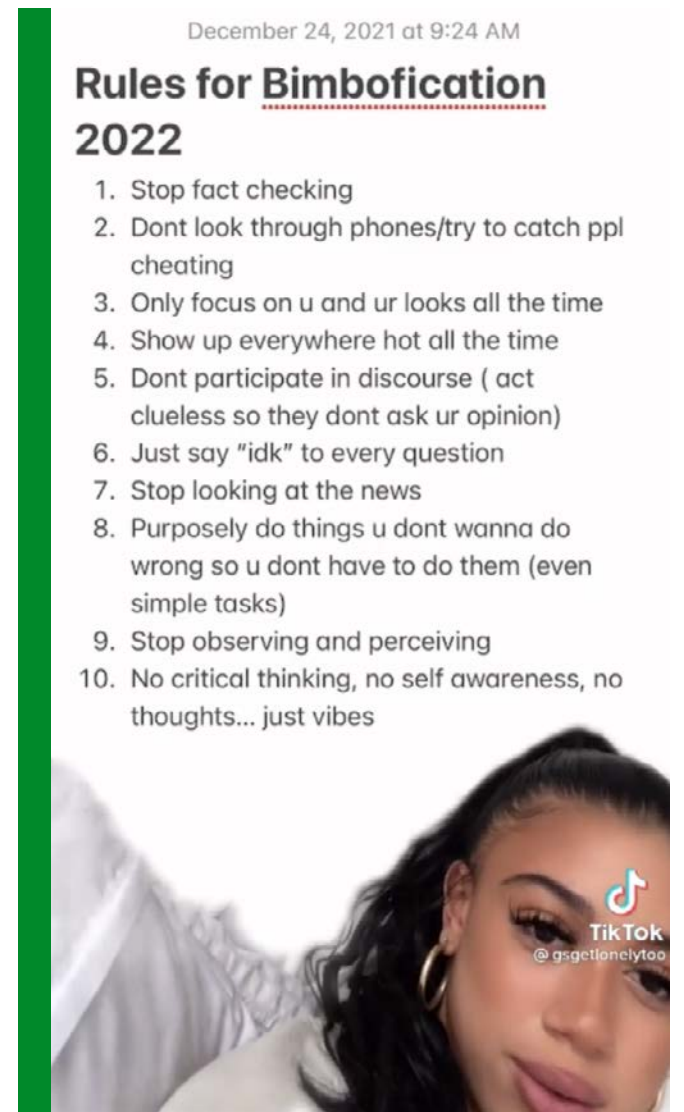 December 24, 2021 at 9:24 AM
Rules for Bimbofication
2022
1. Stop fact checking
2. Dont look through phones/try to catch ppl
cheating
3. Only focus on u and ur looks all the time
4. Show up everywhere hot all the time
5. Dont participate in discourse ( act
clueless so they dont ask ur opinion)
6. Just say "idk" to every question
7. Stop looking at the news
8. Purposely do things u dont wanna do
wrong so u dont have to do them (even
simple tasks)
9. Stop observing and perceiving
10. No critical thinking, no self awareness, no
thoughts... just vibes
TikTok
@gsgetlonelytoo